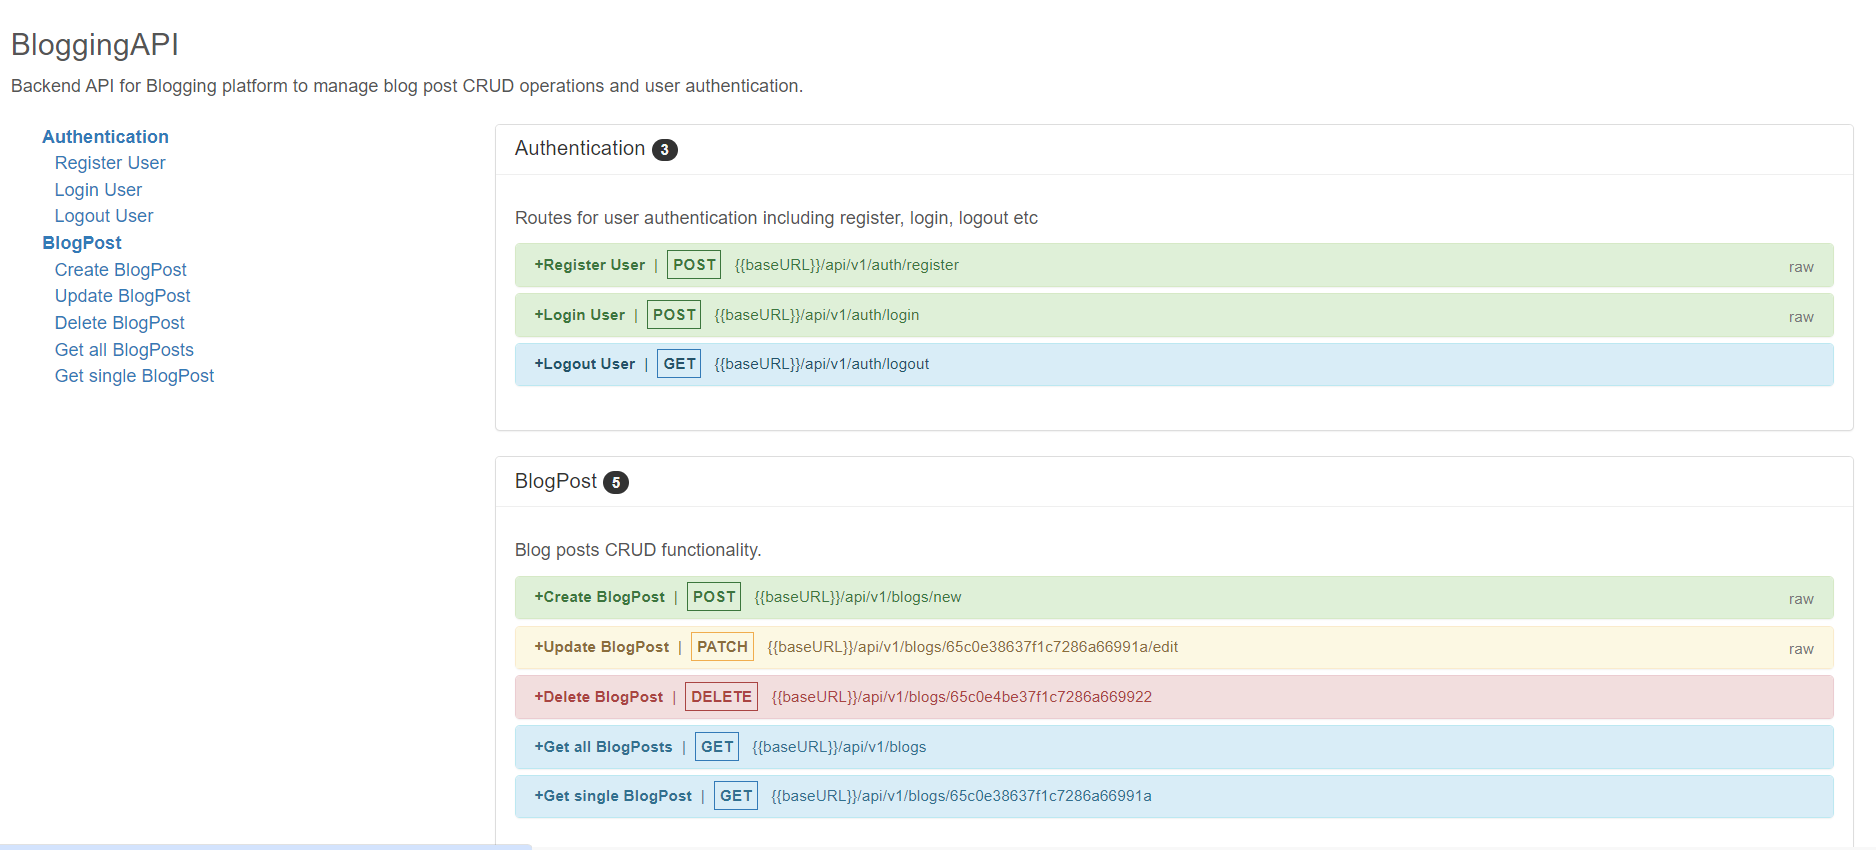 BloggingAPI
Backend API for Blogging platform to manage blog post CRUD operations and user authentication.
Authentication
Register User
Login User
Logout User
BlogPost
Create BlogPost
Update BlogPost
Delete BlogPost
Get all BlogPosts
Get single BlogPost
Authentication 3
Routes for user authentication including register, login, logout etc
+Register User | POST {{baseURL}}/api/v1/auth/register raw
+Login User | POST {{baseURL}}/api/v1/auth/login raw
+Logout User | GET {{baseURL}}/api/v1/auth/logout
BlogPost 5
Blog posts CRUD functionality.
+Create BlogPost | POST {{baseURL}}/api/v1/blogs/new raw
+Update BlogPost | PATCH {{baseURL}}/api/v1/blogs/65c0e38637f1c7286a66991a/edit raw
+Delete BlogPost | DELETE {{baseURL}}/api/v1/blogs/65c0e4be37f1c7286a669922
+Get all BlogPosts | GET {{baseURL}}/api/v1/blogs
+Get single BlogPost | GET {{baseURL}}/api/v1/blogs/65c0e38637f1c7286a66991a